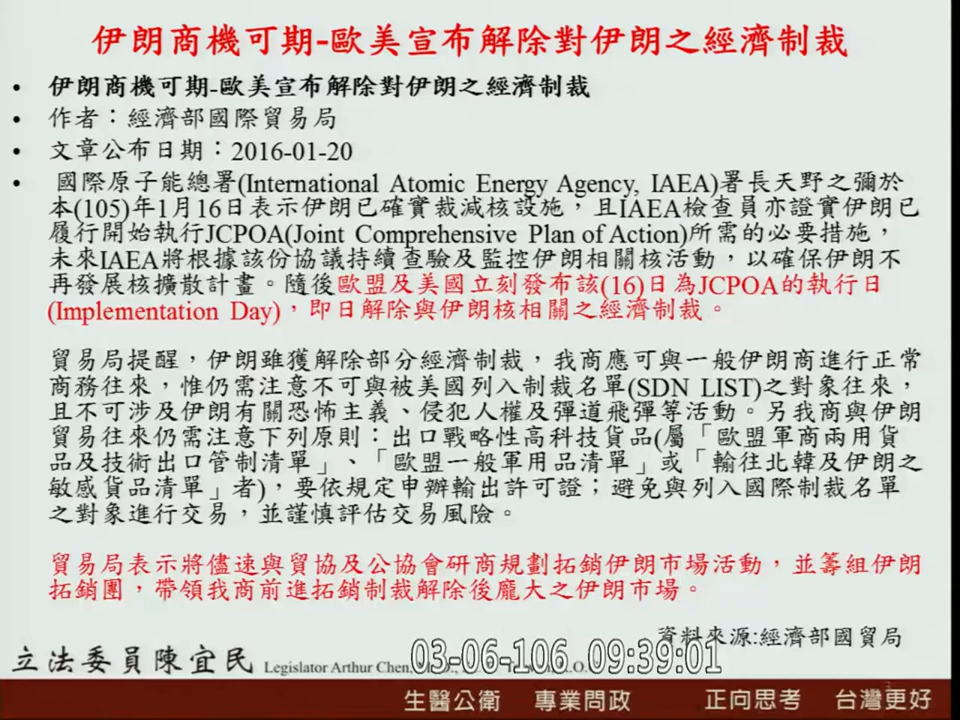 伊朗商機可期-歐美宣布解除對伊朗之經濟制裁
• 伊朗商機可期-歐美宣布解除對伊朗之經濟制裁
• 作者：經濟部國際貿易局
• 文章公布日期：2016-01-20
• 國際原子能總署(International Atomic Energy Agency, IAEA)署長天野之彌於
本(105)年1月16日表示伊朗已確實裁減核設施，且IAEA檢查員亦證實伊朗已
履行開始執行JCPOA(Joint Comprehensive Plan of Action)所需的必要措施，
未來IAEA將根據該份協議持續查驗及監控伊朗相關核活動，以確保伊朗不
再發展核擴散計畫。隨後歐盟及美國立刻發布該(16)日為JCPOA的執行日
(Implementation Day)，即日解除與伊朗核相關之經濟制裁。
貿易局提醒，伊朗雖獲解除部分經濟制裁，我商應可與一般伊朗商進行正常
商務往來，惟仍需注意不可與被美國列入制裁名單(SDN LIST)之對象往來，
且不可涉及伊朗有關恐怖主義、侵犯人權及彈道飛彈等活動。另我商與伊朗
貿易往來仍需注意下列原則：出口戰略性高科技貨品(屬「歐盟軍商兩用貨
品及技術出口管制清單」、「歐盟一般軍用品清單」或「輸往北韓及伊朗之
敏感貨品清單」者)，要依規定申辦輸出許可證；避免與列入國際制裁名單
之對象進行交易，並謹慎評估交易風險。
貿易局表示將儘速與貿協及公協會研商規劃拓銷伊朗市場活動，並籌組伊朗
拓銷團，帶領我商前進拓銷制裁解除後龐大之伊朗市場。
資料來源:經濟部國貿局
立法委員陳宜民 Legislator Arthur Chen,
03-06-106 09:39:01
生醫公衛 專業問政 正向思考 台灣更好